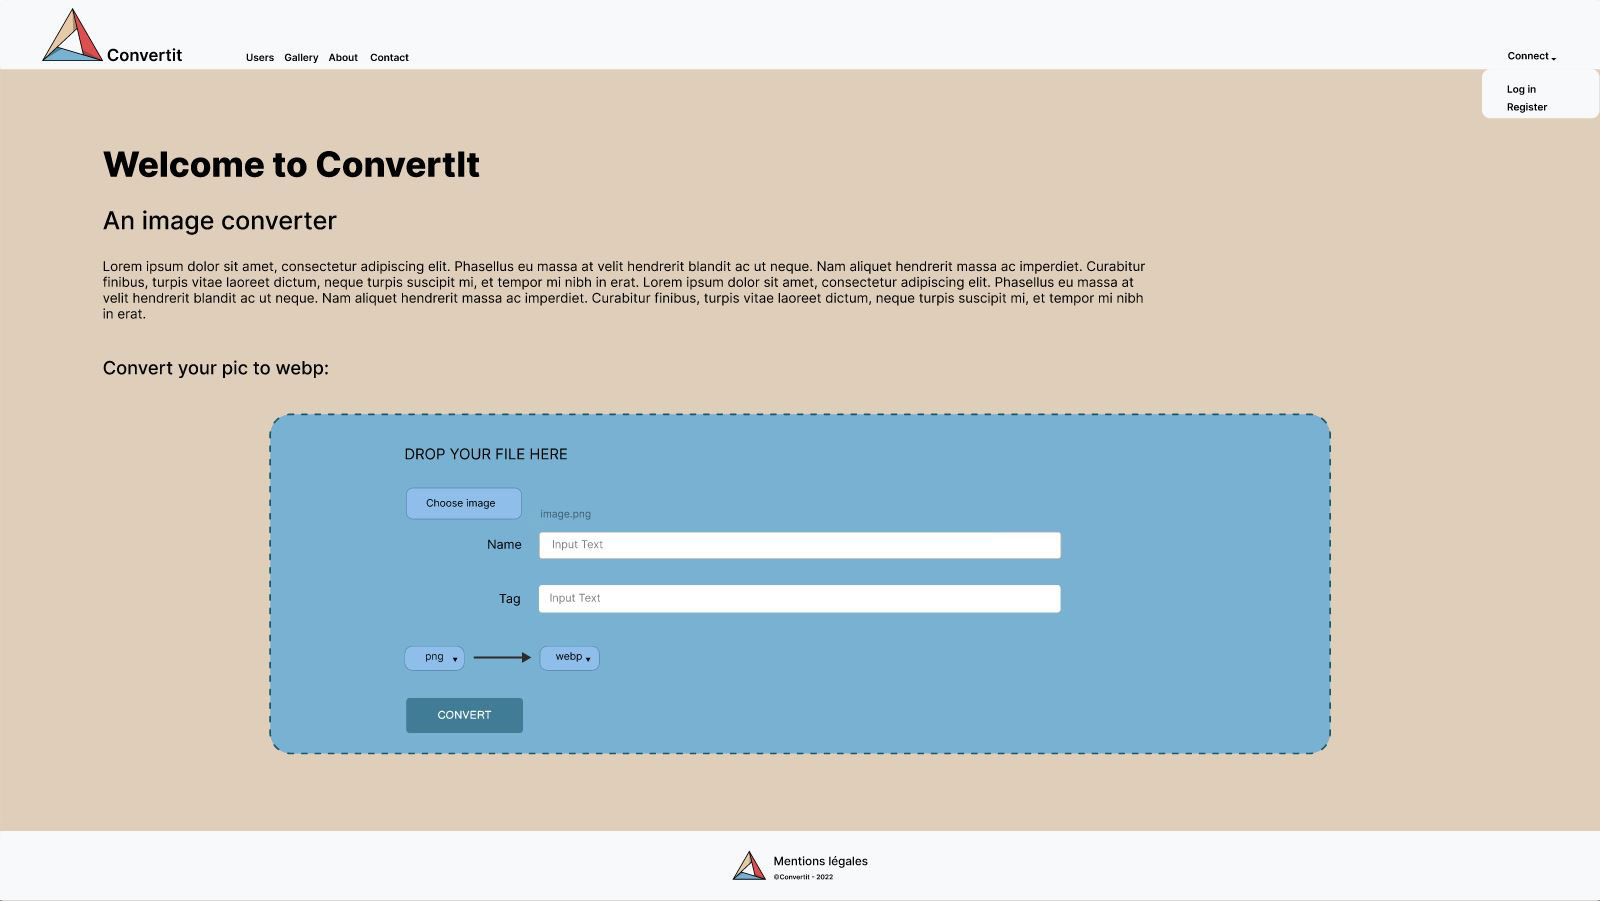 Convertit
Users Gallery About Contact
Connect
Log in
Register
Welcome to ConvertIt
An image converter
Lorem ipsum dolor sit amet, consectetur adipiscing elit. Phasellus eu massa at velit hendrerit blandit ac ut neque. Nam aliquet hendrerit massa ac imperdiet. Curabitur
finibus, turpis vitae laoreet dictum, neque turpis suscipit mi, et tempor mi nibh in erat. Lorem ipsum dolor sit amet, consectetur adipiscing elit. Phasellus eu massa at
velit hendrerit blandit ac ut neque. Nam aliquet hendrerit massa ac imperdiet. Curabitur finibus, turpis vitae laoreet dictum, neque turpis suscipit mi, et tempor mi nibh
in erat.
Convert your pic to webp:
DROP YOUR FILE HERE
Choose image
image.png
Name Input Text
Tag Input Text
png webp
CONVERT
Mentions légales
©Convertit - 2022